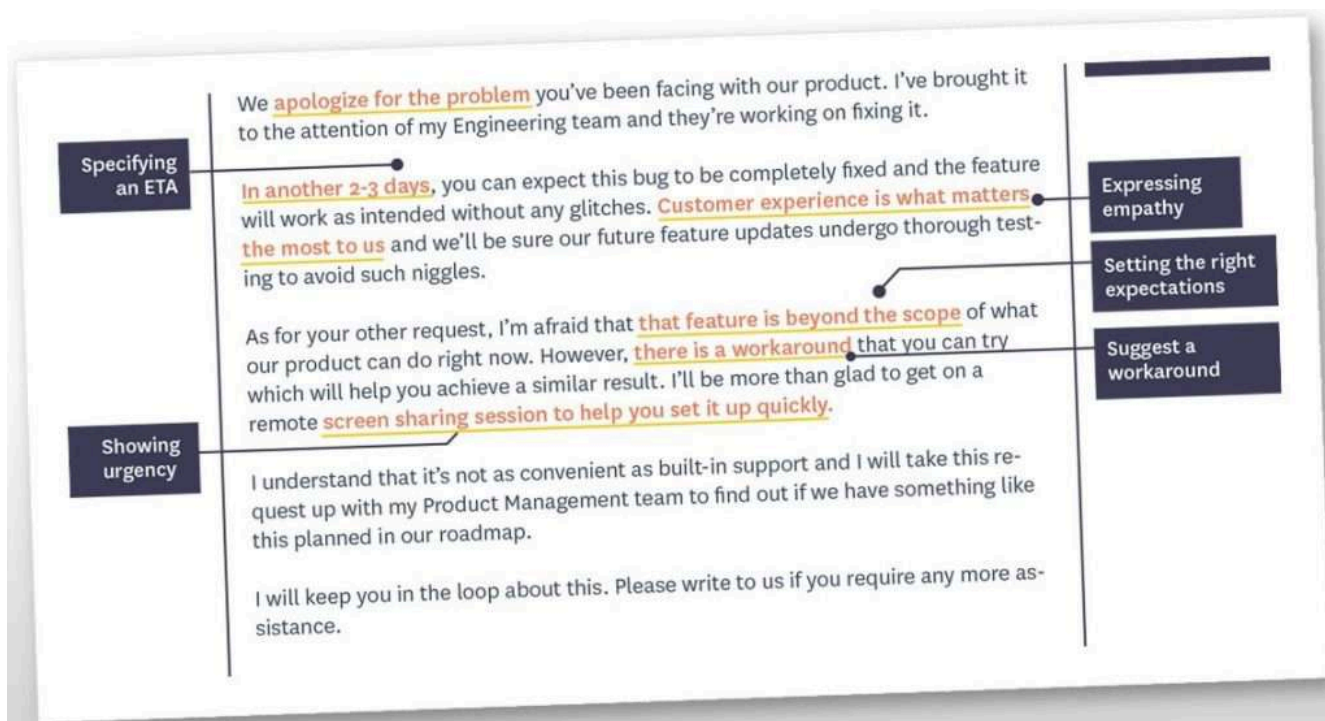 We apologize for the problem you've been facing with our product. I've brought it
to the attention of my Engineering team and they're working on fixing it.
Specifying
an ETA
In another 2-3 days, you can expect this bug to be completely fixed and the feature
will work as intended without any glitches. Customer experience is what matters
the most to us and we'll be sure our future feature updates undergo thorough test-
ing to avoid such niggles.
Expressing
empathy
Setting the right
expectations
As for your other request, I'm afraid that that feature is beyond the scope of what
our product can do right now. However, there is a workaround that you can try
which will help you achieve a similar result. I'll be more than glad to get on a
remote screen sharing session to help you set it up quickly.
Suggest a
workaround
Showing
urgency
I understand that it's not as convenient as built-in support and I will take this re-
quest up with my Product Management team to find out if we have something like
this planned in our roadmap.
I will keep you in the loop about this. Please write to us if you require any more as-
sistance.